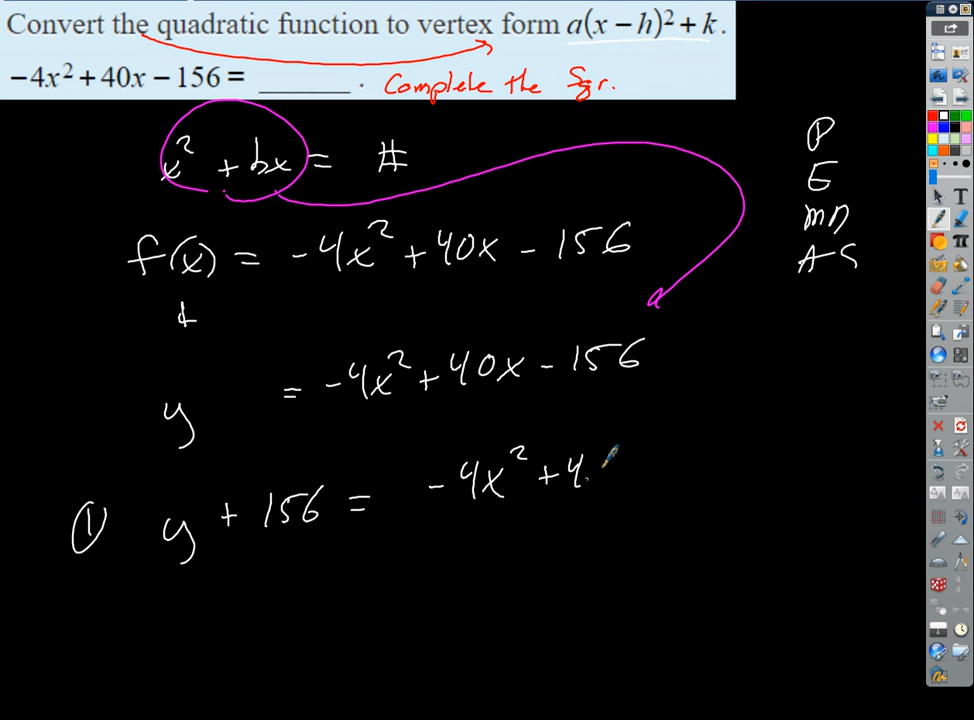 Convert the quadratic function to vertex form a(x − h)² + k.
−4x² + 40x − 156 = ______ .
Complete the Sqr.
x² + bx = #
P
E
MD
AS
f(x) = -4x² + 40x - 156
y = -4x² + 40x - 156
① y + 156 = -4x² + 4